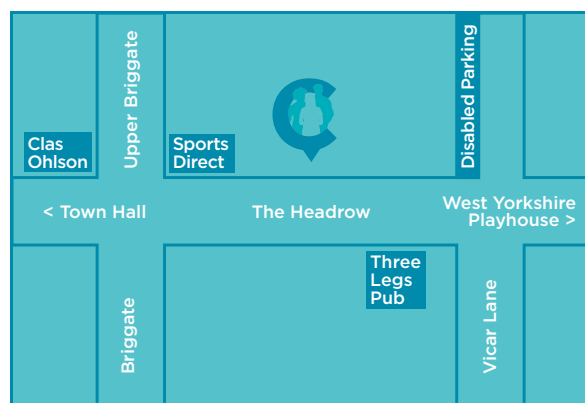 Upper Briggate
Disabled Parking
Clas
Ohlson
Sports
Direct
< Town Hall
The Headrow
West Yorkshire
Playhouse >
Three
Legs
Pub
Briggate
Vicar Lane